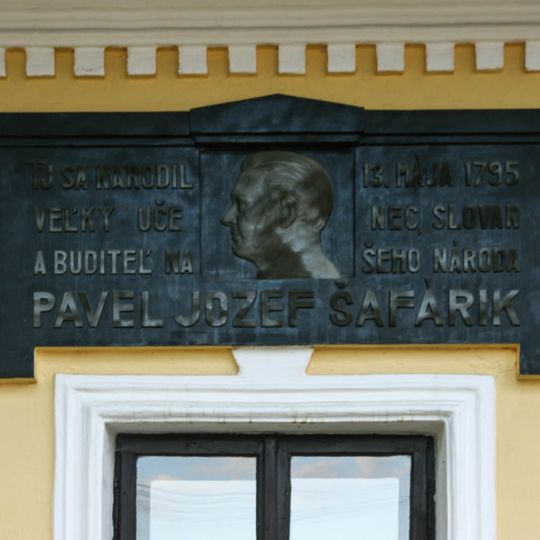 TU SA NARODIL 13. MÁJA 1795
VEĽKÝ UČE NEC, SLOVAN
A BUDITEĽ NA ŠEHO NÁRODA
PAVEL JOZEF ŠAFÁRIK